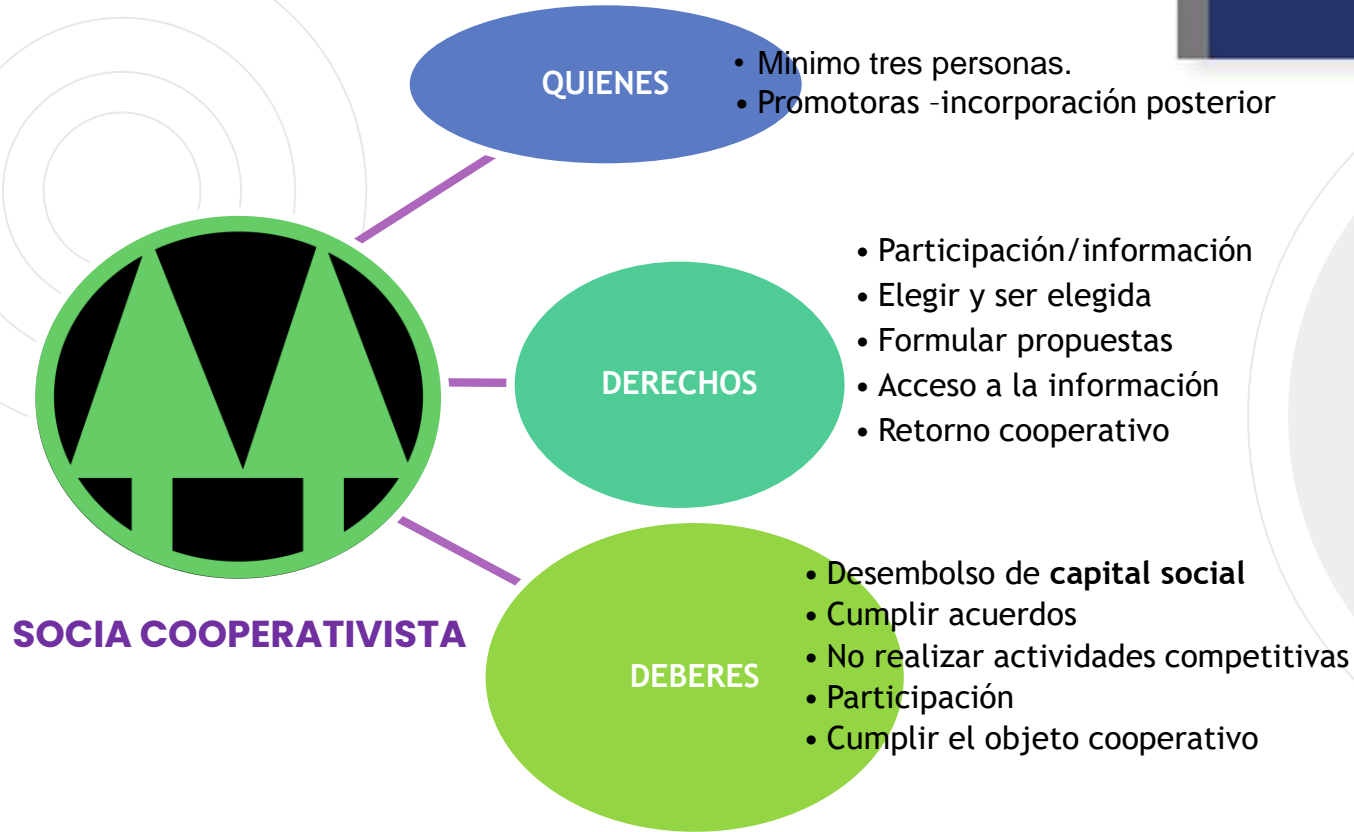 QUIENES
• Minimo tres personas.
• Promotoras –incorporación posterior
SOCIA COOPERATIVISTA
DERECHOS
• Participación/información
• Elegir y ser elegida
• Formular propuestas
• Acceso a la información
• Retorno cooperativo
DEBERES
• Desembolso de capital social
• Cumplir acuerdos
• No realizar actividades competitivas
• Participación
• Cumplir el objeto cooperativo